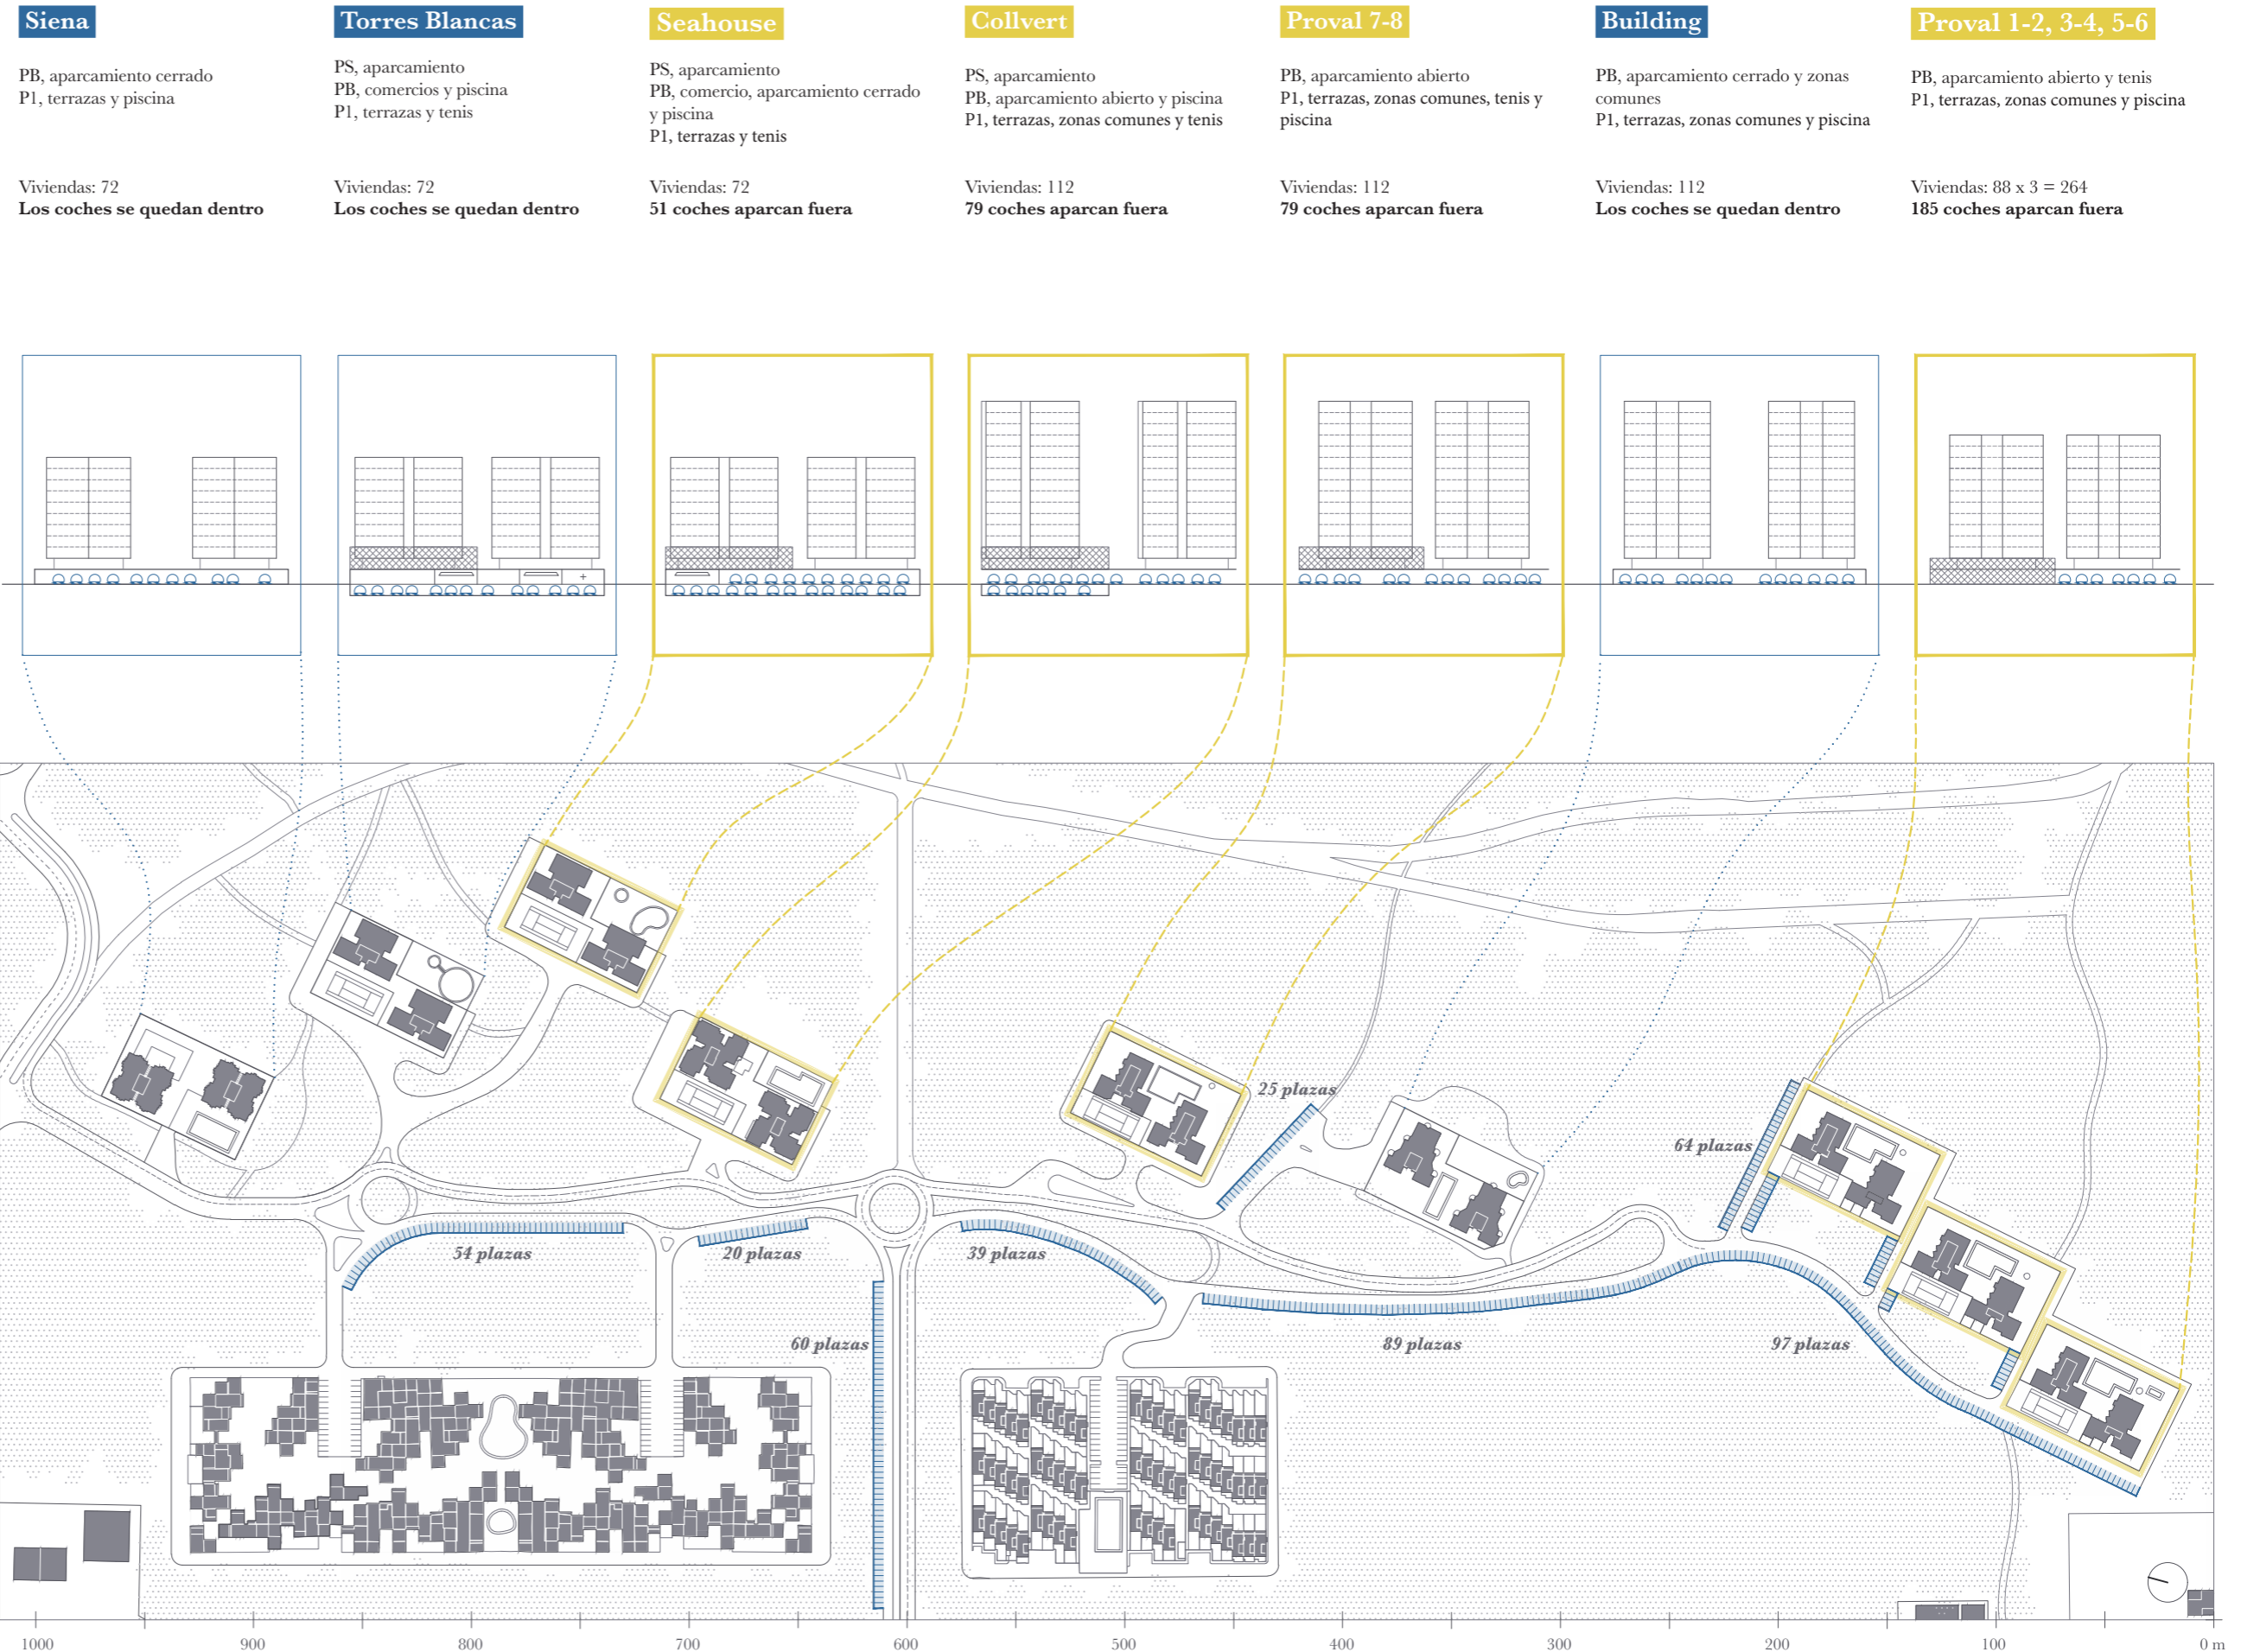 Siena
PB, aparcamiento cerrado
P1, terrazas y piscina
Viviendas: 72
Los coches se quedan dentro
Torres Blancas
PS, aparcamiento
PB, comercios y piscina
P1, terrazas y tenis
Viviendas: 72
Los coches se quedan dentro
Seahouse
PS, aparcamiento
PB, comercio, aparcamiento cerrado
y piscina
P1, terrazas y tenis
Viviendas: 72
51 coches aparcan fuera
Collvert
PS, aparcamiento
PB, aparcamiento abierto y piscina
P1, terrazas, zonas comunes y tenis
Viviendas: 112
79 coches aparcan fuera
Proval 7-8
PB, aparcamiento abierto
P1, terrazas, zonas comunes, tenis y
piscina
Viviendas: 112
79 coches aparcan fuera
Building
PB, aparcamiento cerrado y zonas
comunes
P1, terrazas, zonas comunes y piscina
Viviendas: 112
Los coches se quedan dentro
Proval 1-2, 3-4, 5-6
PB, aparcamiento abierto y tenis
P1, terrazas, zonas comunes y piscina
Viviendas: 88 x 3 = 264
185 coches aparcan fuera
25 plazas
64 plazas
54 plazas
20 plazas
39 plazas
60 plazas
89 plazas
97 plazas
1000
900
800
700
600
500
400
300
200
100
0 m